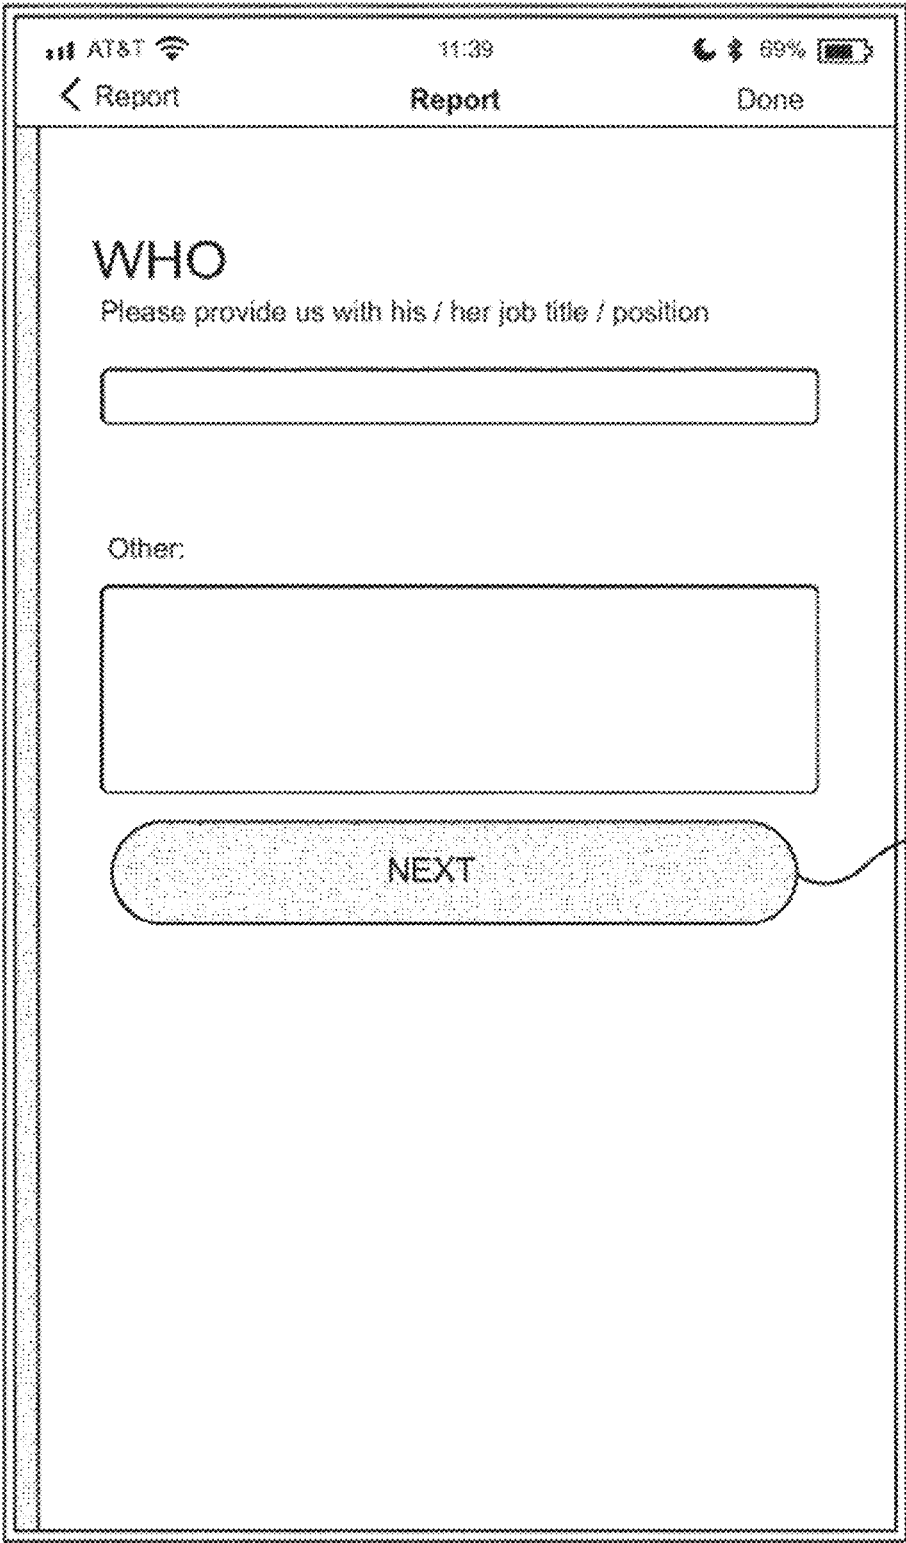 AT&T 11:39 69%
Report Report Done
WHO
Please provide us with his / her job title / position
Other:
NEXT